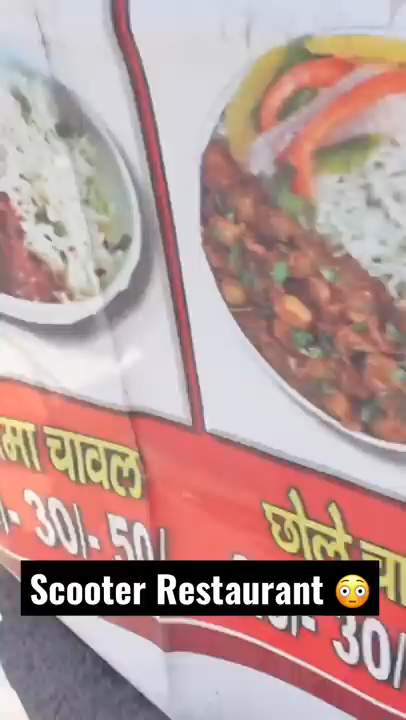 मा चावल
30/- 50/
छोले चा
30/
Scooter Restaurant 😳